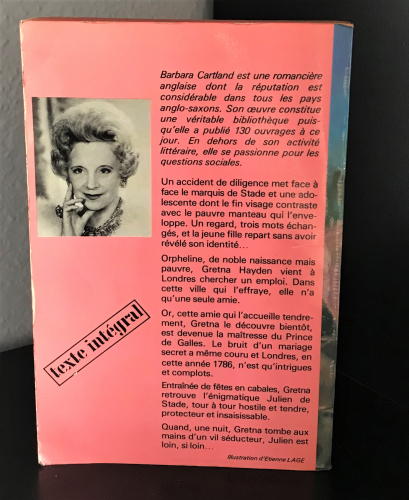 Barbara Cartland est une romancière
anglaise dont la réputation est
considérable dans tous les pays
anglo-saxons. Son œuvre constitue
une véritable bibliothèque puis-
qu'elle a publié 130 ouvrages à ce
jour. En dehors de son activité
littéraire, elle se passionne pour les
questions sociales.
Un accident de diligence met face à
face le marquis de Stade et une ado-
lescente dont le fin visage contraste
avec le pauvre manteau qui l'enve-
loppe. Un regard, trois mots échan-
gés, et la jeune fille repart sans avoir
révélé son identité...
Orpheline, de noble naissance mais
pauvre, Gretna Hayden vient à
Londres chercher un emploi. Dans
cette ville qui l'effraye, elle n'a
qu'une seule amie.
Or, cette amie qui l'accueille tendre-
ment, Gretna le découvre bientôt,
est devenue la maîtresse du Prince
de Galles. Le bruit d'un mariage
secret a même couru et Londres, en
cette année 1786, n'est qu'intrigues
et complots.
Entraînée de fêtes en cabales, Gretna
retrouve l'énigmatique Julien de
Stade, tour à tour hostile et tendre,
protecteur et insaisissable.
Quand, une nuit, Gretna tombe aux
mains d'un vil séducteur, Julien est
loin, si loin...
texte intégral
Illustration d'Etienne LAGE